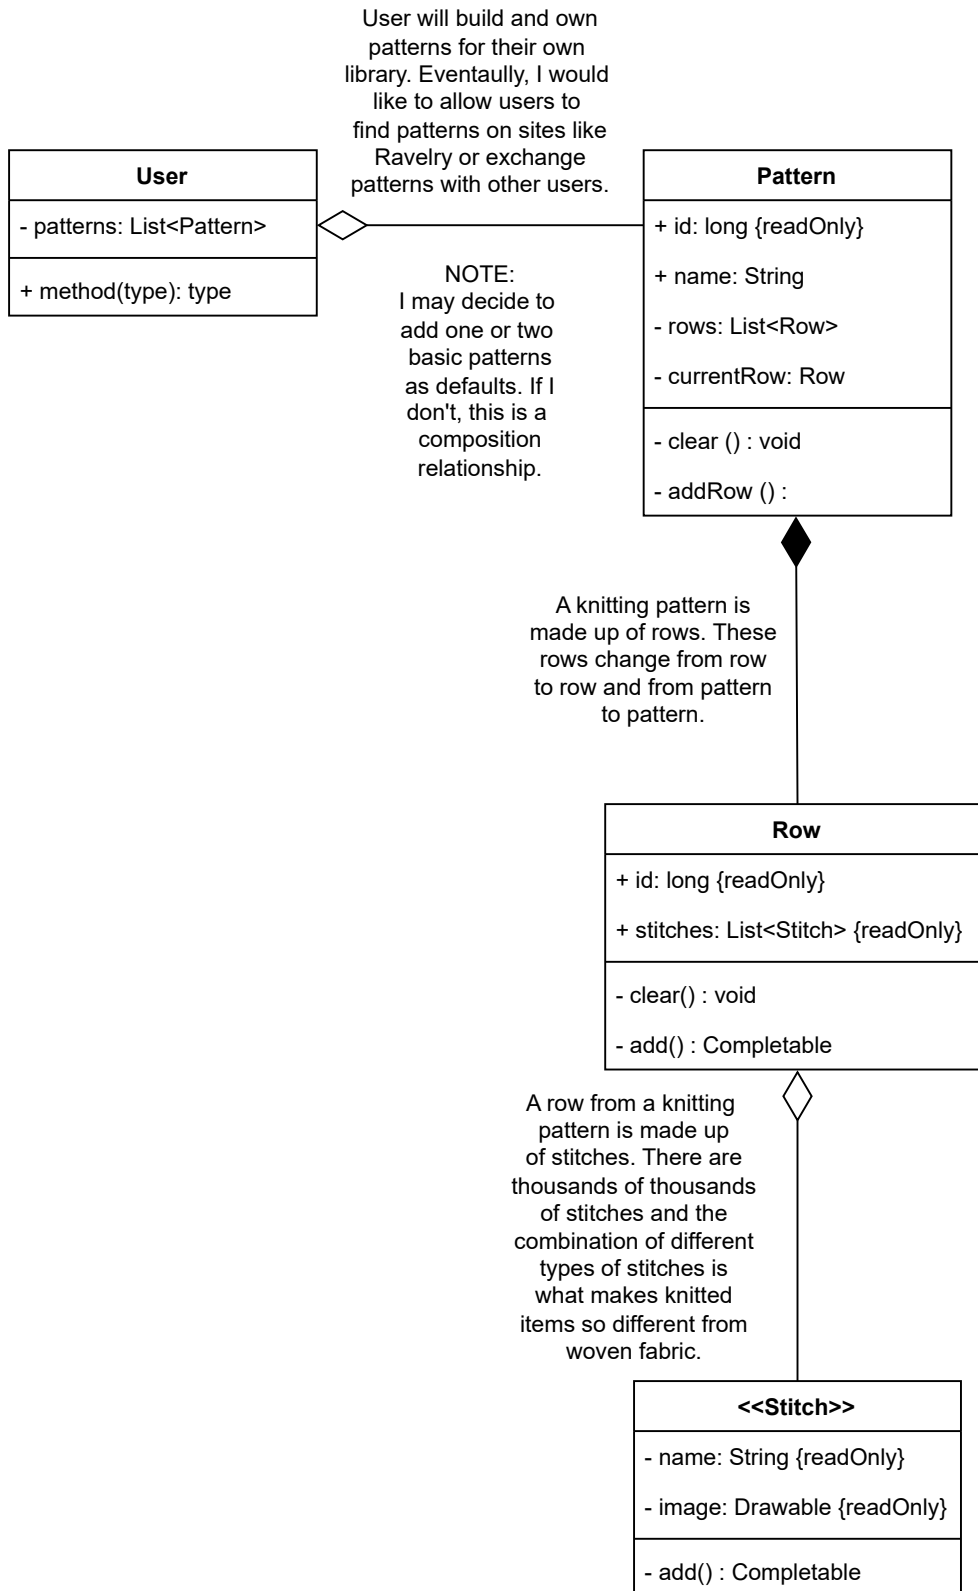 User will build and own
patterns for their own
library. Eventaully, I would
like to allow users to
find patterns on sites like
Ravelry or exchange
patterns with other users.
User
- patterns: List<Pattern>
+ method(type): type
NOTE:
I may decide to
add one or two
basic patterns
as defaults. If I
don't, this is a
composition
relationship.
Pattern
+ id: long {readOnly}
+ name: String
- rows: List<Row>
- currentRow: Row
- clear () : void
- addRow () :
A knitting pattern is
made up of rows. These
rows change from row
to row and from pattern
to pattern.
Row
+ id: long {readOnly}
+ stitches: List<Stitch> {readOnly}
- clear() : void
- add() : Completable
A row from a knitting
pattern is made up
of stitches. There are
thousands of thousands
of stitches and the
combination of different
types of stitches is
what makes knitted
items so different from
woven fabric.
<<Stitch>>
- name: String {readOnly}
- image: Drawable {readOnly}
- add() : Completable